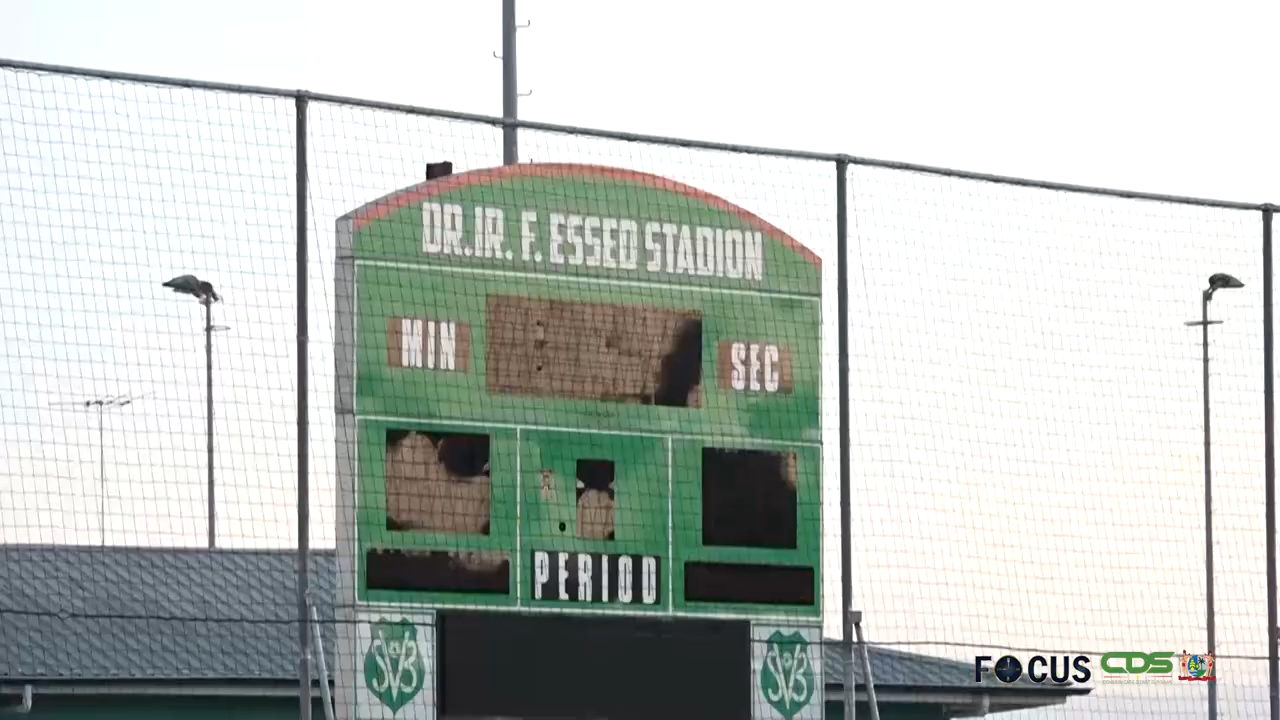 DR.IR. F. ESSED STADION
MIN
SEC
PERIOD
SVB
SVB
FOCUS
CDS